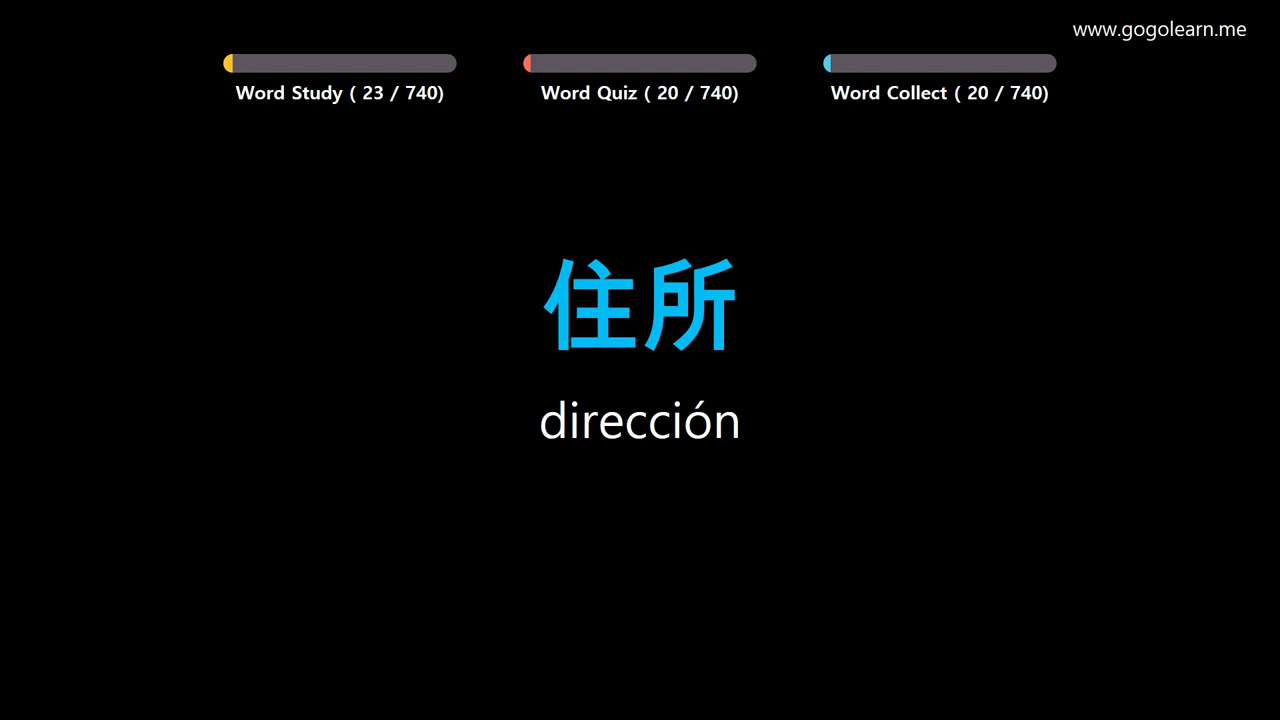 www.gogolearn.me
Word Study ( 23 / 740)
Word Quiz ( 20 / 740)
Word Collect ( 20 / 740)
住所
dirección